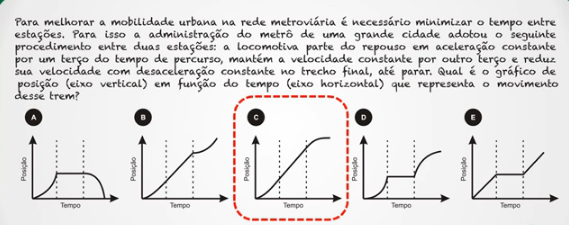 Para melhorar a mobilidade urbana na rede metroviária é necessário minimizar o tempo entre
estações. Para isso a administração do metrô de uma grande cidade adotou o seguinte
procedimento entre duas estações: a locomotiva parte do repouso em aceleração constante
por um terço do tempo de percurso, mantém a velocidade constante por outro terço e reduz
sua velocidade com desaceleração constante no trecho final, até parar. Qual é o gráfico de
posição (eixo vertical) em função do tempo (eixo horizontal) que representa o movimento
desse trem?
A B C D E
Posição Posição Posição Posição Posição
Tempo Tempo Tempo Tempo Tempo